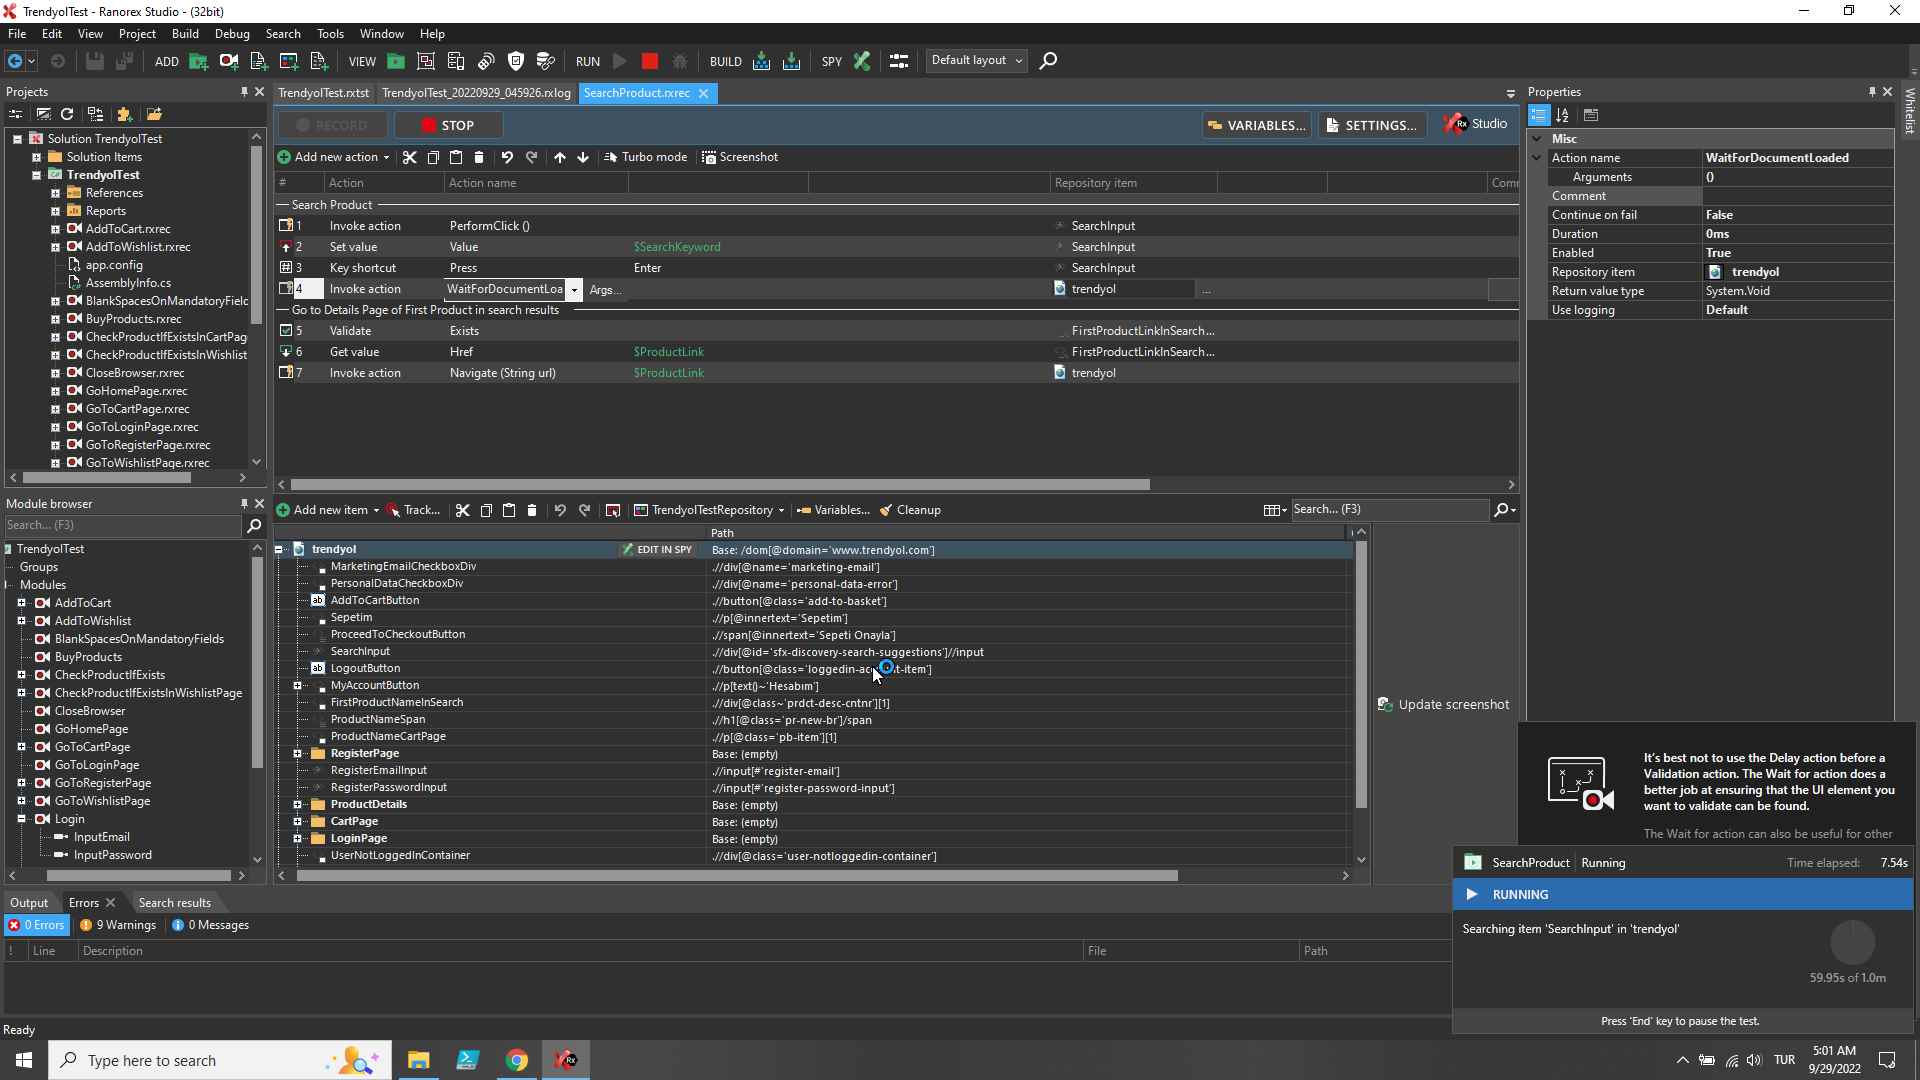 TrendyolTest - Ranorex Studio - (32bit)
File Edit View Project Build Debug Search Tools Window Help
ADD VIEW RUN BUILD SPY Default layout
Projects
Solution TrendyolTest
Solution Items
TrendyolTest
References
Reports
AddToCart.rxrec
AddToWishlist.rxrec
app.config
AssemblyInfo.cs
BlankSpacesOnMandatoryFielc
BuyProducts.rxrec
CheckProductIfExistsInCartPag
CheckProductIfExistsInWishlist
CloseBrowser.rxrec
GoHomePage.rxrec
GoToCartPage.rxrec
GoToLoginPage.rxrec
GoToRegisterPage.rxrec
GoToWishlistPage.rxrec
Module browser
Search... (F3)
TrendyolTest
Groups
Modules
AddToCart
AddToWishlist
BlankSpacesOnMandatoryFields
BuyProducts
CheckProductIfExists
CheckProductIfExistsInWishlistPage
CloseBrowser
GoHomePage
GoToCartPage
GoToLoginPage
GoToRegisterPage
GoToWishlistPage
Login
InputEmail
InputPassword
TrendyolTest.rxtst TrendyolTest_20220929_045926.rxlog SearchProduct.rxrec
RECORD STOP VARIABLES... SETTINGS... Rx Studio
Add new action Turbo mode Screenshot
# Action Action name Repository item Comm
Search Product
1 Invoke action PerformClick () SearchInput
2 Set value Value $SearchKeyword SearchInput
3 Key shortcut Press Enter SearchInput
4 Invoke action WaitForDocumentLoa Args... trendyol ...
Go to Details Page of First Product in search results
5 Validate Exists FirstProductLinkInSearch...
6 Get value Href $ProductLink FirstProductLinkInSearch...
7 Invoke action Navigate (String url) $ProductLink trendyol
Add new item Track... TrendyolTestRepository Variables... Cleanup Search... (F3)
Path
trendyol EDIT IN SPY Base: /dom[@domain='www.trendyol.com']
MarketingEmailCheckboxDiv .//div[@name='marketing-email']
PersonalDataCheckboxDiv .//div[@name='personal-data-error']
ab AddToCartButton .//button[@class='add-to-basket']
Sepetim .//p[@innertext='Sepetim']
ProceedToCheckoutButton .//span[@innertext='Sepeti Onayla']
SearchInput .//div[@id='sfx-discovery-search-suggestions']//input
ab LogoutButton .//button[@class='loggedin-ac t-item']
MyAccountButton .//p[text()~'Hesabım']
FirstProductNameInSearch .//div[@class~'prdct-desc-cntnr'][1]
ProductNameSpan .//h1[@class='pr-new-br']/span
ProductNameCartPage .//p[@class='pb-item'][1]
RegisterPage Base: (empty)
RegisterEmailInput .//input[#'register-email']
RegisterPasswordInput .//input[#'register-password-input']
ProductDetails Base: (empty)
CartPage Base: (empty)
LoginPage Base: (empty)
UserNotLoggedInContainer .//div[@class='user-notloggedin-container']
Update screenshot
Properties
Whitelist
Misc
Action name WaitForDocumentLoaded
Arguments ()
Comment
Continue on fail False
Duration 0ms
Enabled True
Repository item trendyol
Return value type System.Void
Use logging Default
It's best not to use the Delay action before a
Validation action. The Wait for action does a
better job at ensuring that the UI element you
want to validate can be found.
The Wait for action can also be useful for other
SearchProduct Running Time elapsed: 7.54s
RUNNING
Searching item 'SearchInput' in 'trendyol'
59.95s of 1.0m
Press 'End' key to pause the test.
Output Errors Search results
0 Errors 9 Warnings 0 Messages
! Line Description File Path
Ready
Type here to search
Rx
TUR
5:01 AM
9/29/2022